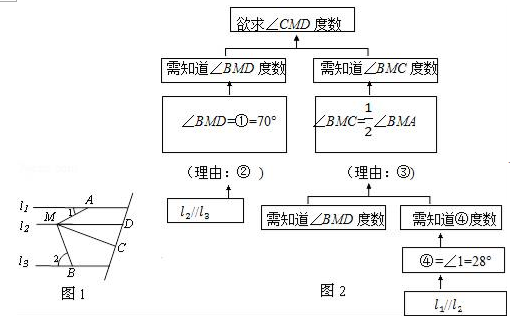 欲求∠CMD度数
需知道∠BMD度数
需知道∠BMC度数
∠BMD=①=70°
∠BMC=1/2∠BMA
(理由:② )
(理由:③)
l2//l3
需知道∠BMD度数
需知道④度数
④=∠1=28°
l1//l2
图2
l1
A
1
l2
M
D
C
l3
2
B
图1